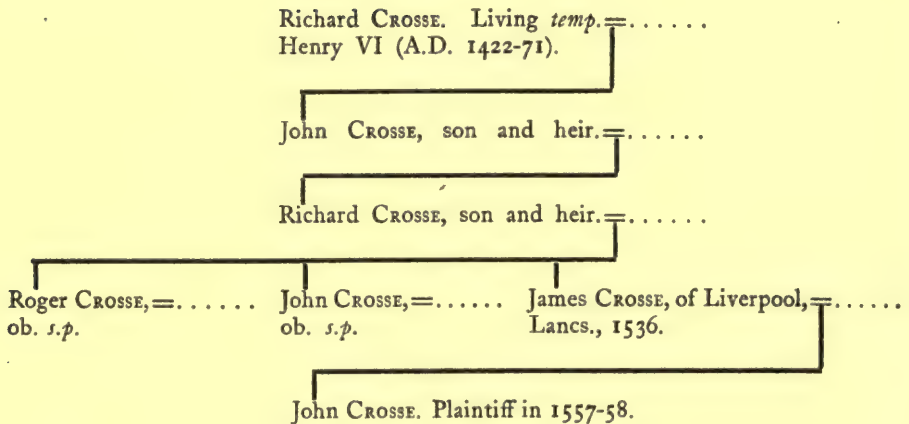 Richard CROSSE. Living temp.=......
Henry VI (A.D. 1422-71).
John CROSSE, son and heir.=......
Richard CROSSE, son and heir.=......
Roger CROSSE,=......
ob. s.p.
John CROSSE,=......
ob. s.p.
James CROSSE, of Liverpool,=......
Lancs., 1536.
John CROSSE. Plaintiff in 1557-58.